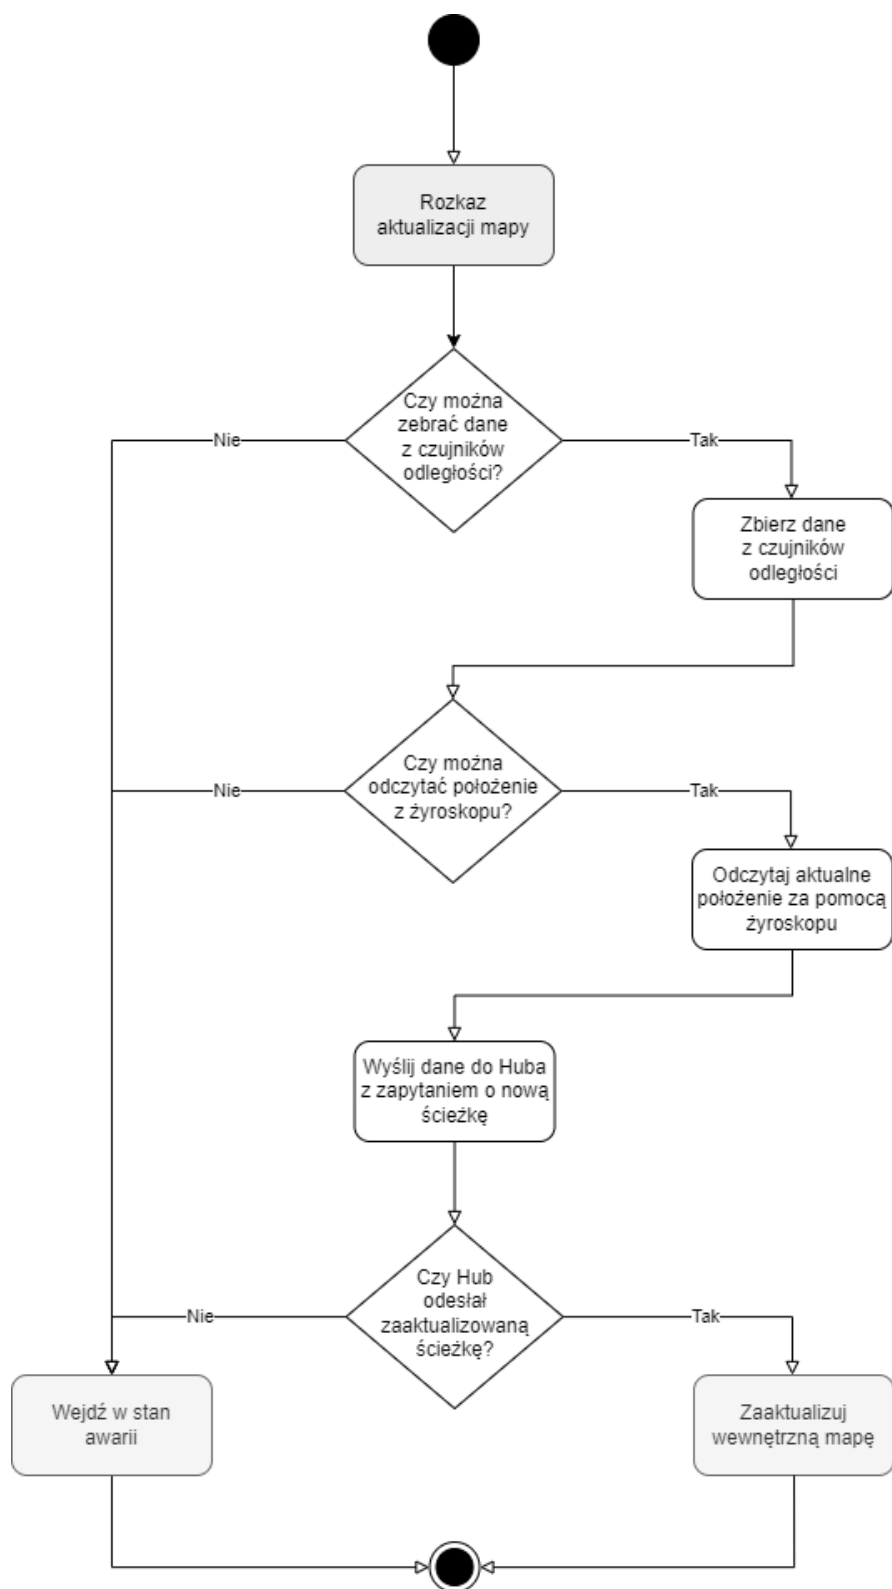 Rozkaz
aktualizacji mapy
Czy można
zebrać dane
z czujników
odległości?
Nie
Tak
Zbierz dane
z czujników
odległości
Czy można
odczytać położenie
z żyroskopu?
Nie
Tak
Odczytaj aktualne
położenie za pomocą
żyroskopu
Wyślij dane do Huba
z zapytaniem o nową
ścieżkę
Czy Hub
odesłał
zaaktualizowaną
ścieżkę?
Nie
Tak
Wejdź w stan
awarii
Zaaktualizuj
wewnętrzną mapę